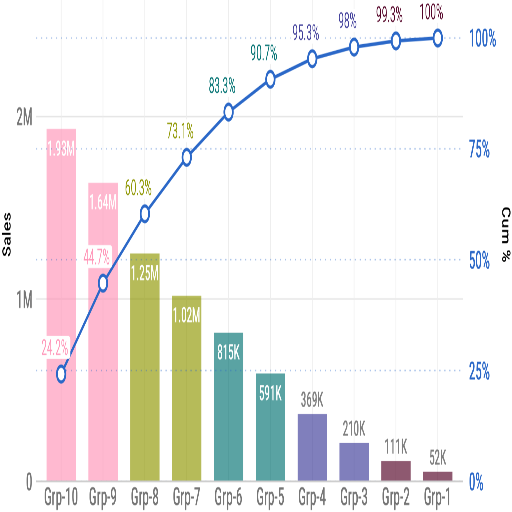 100%
99.3%
98%
95.3%
90.7%
83.3%
73.1%
60.3%
44.7%
24.2%
1.93M
1.64M
1.25M
1.02M
815K
591K
369K
210K
111K
52K
2M
1M
0
Sales
100%
75%
50%
25%
0%
Cum %
Grp-10 Grp-9 Grp-8 Grp-7 Grp-6 Grp-5 Grp-4 Grp-3 Grp-2 Grp-1